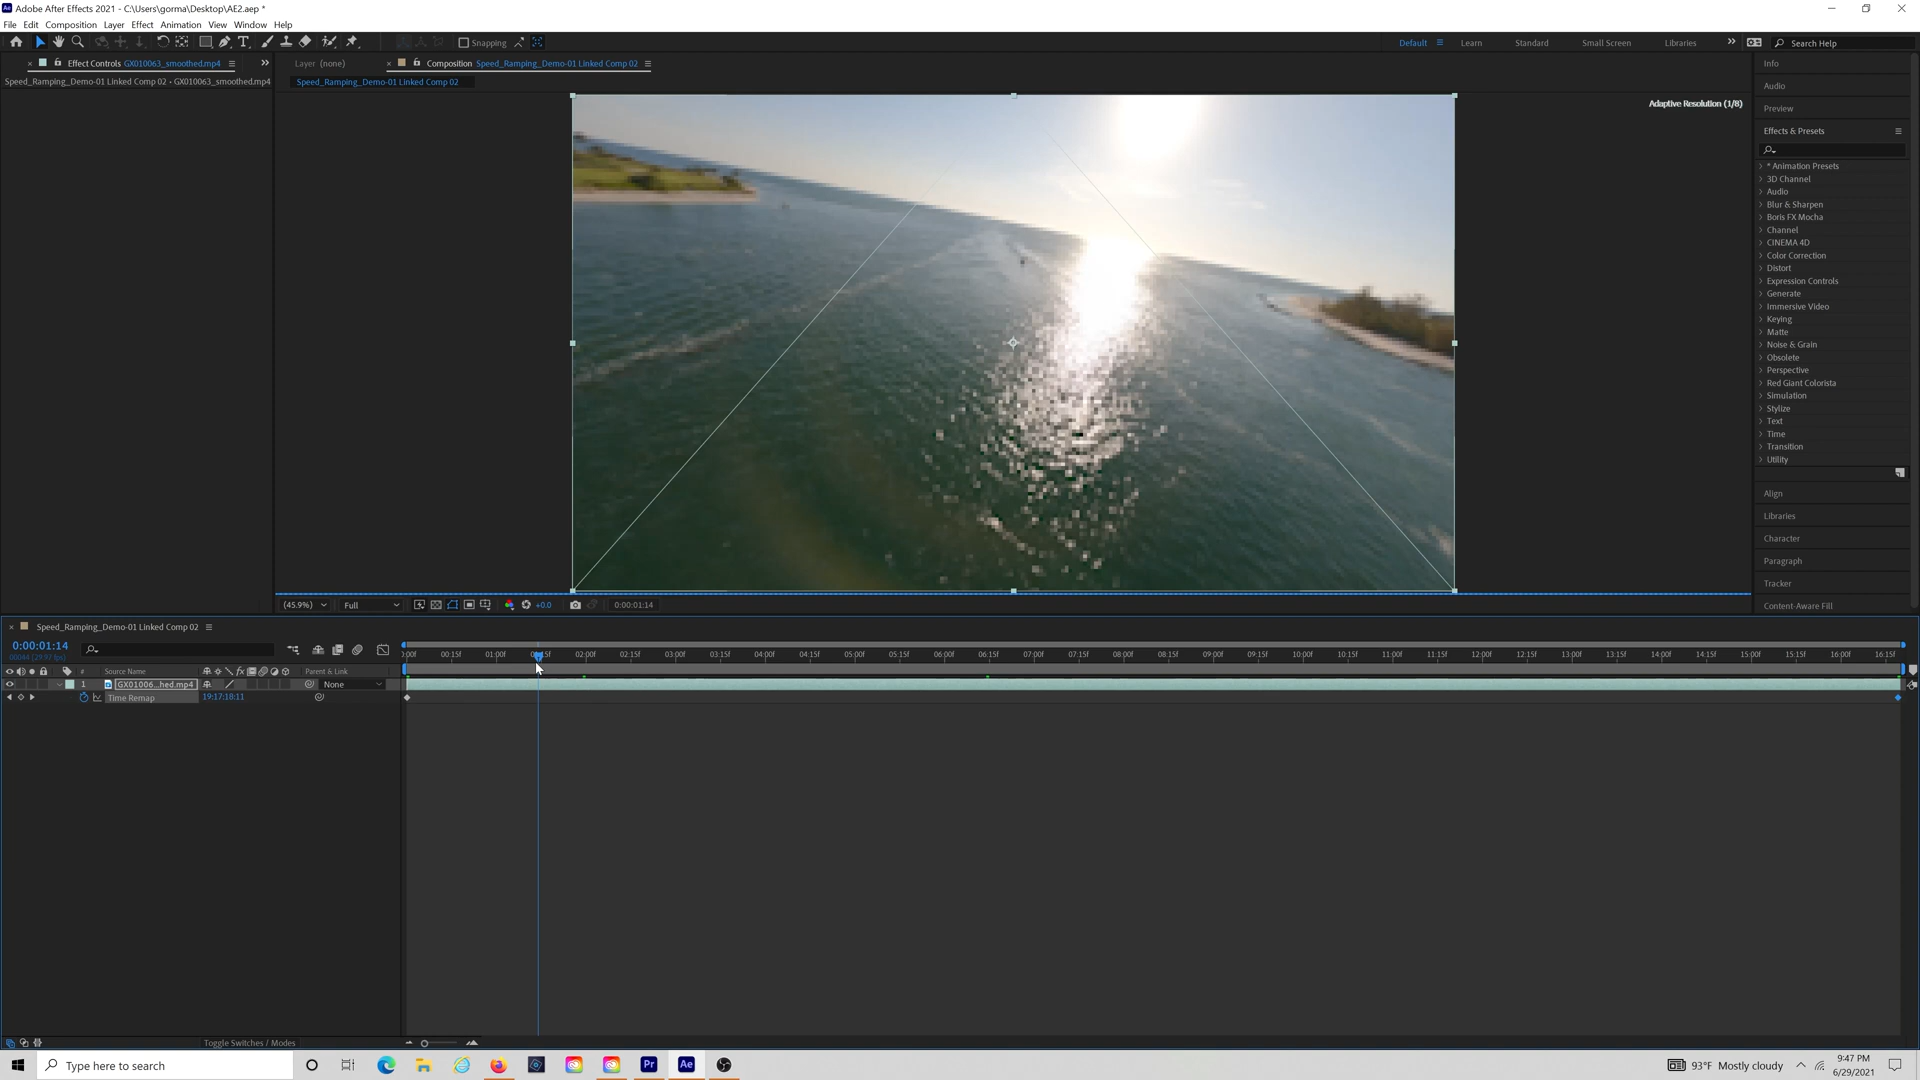 Adobe After Effects 2021 - C:\Users\gorma\Desktop\AE2.aep *
File Edit Composition Layer Effect Animation View Window Help
Snapping
Default Learn Standard Small Screen Libraries Search Help
Effect Controls GX010063_smoothed.mp4
Layer (none)
Composition Speed_Ramping_Demo-01 Linked Comp 02
Speed_Ramping_Demo-01 Linked Comp 02 • GX010063_smoothed.mp4
Speed_Ramping_Demo-01 Linked Comp 02
Adaptive Resolution (1/8)
Info
Audio
Preview
Effects & Presets
* Animation Presets
3D Channel
Audio
Blur & Sharpen
Boris FX Mocha
Channel
CINEMA 4D
Color Correction
Distort
Expression Controls
Generate
Immersive Video
Keying
Matte
Noise & Grain
Obsolete
Perspective
Red Giant Colorista
Simulation
Stylize
Text
Time
Transition
Utility
Align
Libraries
Character
Paragraph
Tracker
Content-Aware Fill
(45.9%) Full +0.0 0:00:01:14
Speed_Ramping_Demo-01 Linked Comp 02
0:00:01:14
00044 (29.97 fps)
00:15f 01:00f 02:00f 02:15f 03:00f 03:15f 04:00f 04:15f 05:00f 05:15f 06:00f 06:15f 07:00f 07:15f 08:00f 08:15f 09:00f 09:15f 10:00f 10:15f 11:00f 11:15f 12:00f 12:15f 13:00f 13:15f 14:00f 14:15f 15:00f 15:15f 16:00f 16:15f
# Source Name Parent & Link
1 GX01006...hed.mp4 None
Time Remap 19:17:18:11
Toggle Switches / Modes
Type here to search
Pr Ae
93°F Mostly cloudy
9:47 PM
6/29/2021